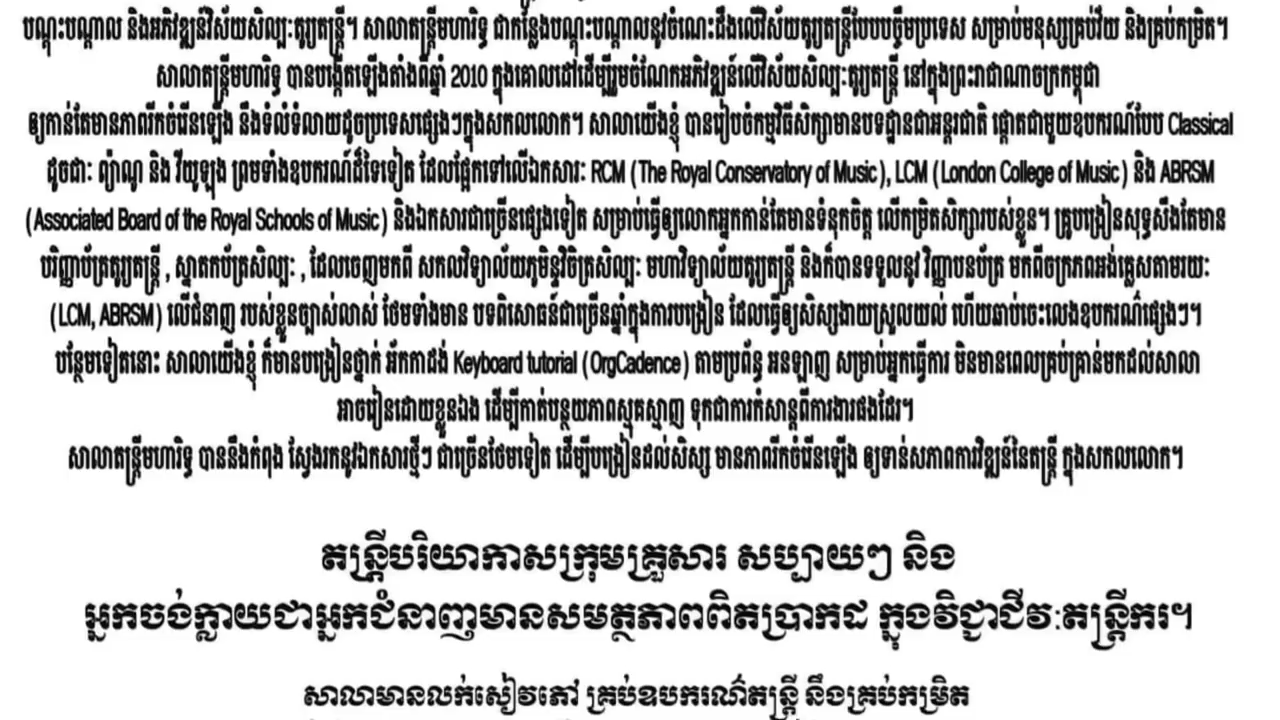 បណ្តុះបណ្តាល និងអភិវឌ្ឍន៍វិស័យសិល្បៈតូរ្យតន្រ្តី។ សាលាតន្ត្រីមហារិទ្ធ ជាកន្លែងបណ្តុះបណ្តាលនូវចំណេះដឹងលើវិស័យតូរ្យតន្ត្រីបែបបច្ចឹមប្រទេស សម្រាប់មនុស្សគ្រប់វ័យ និងគ្រប់កម្រិត។
សាលាតន្ត្រីមហារិទ្ធ បានបង្កើតឡើងតាំងពីឆ្នាំ 2010 ក្នុងគោលដៅដើម្បីរួមចំណែកអភិវឌ្ឍន៍លើវិស័យសិល្បៈតូរ្យតន្ត្រី នៅក្នុងព្រះរាជាណាចក្រកម្ពុជា
ឲ្យកាន់តែមានភាពរីកចំរើនឡើង នឹងទំលំទំលាយដូចប្រទេសផ្សេងៗក្នុងសកលលោក។ សាលាយើងខ្ញុំ បានរៀបចំកម្មវិធីសិក្សាមានបទដ្ឋានជាអន្តរជាតិ ផ្តោតជាមួយឧបករណ៍បែប Classical
ដូចជាៈ ព្យ៉ាណូ និង វីយូឡុង ព្រមទាំងឧបករណ៍ដ៏ទៃទៀត ដែលផ្អែកទៅលើឯកសារៈ RCM (The Royal Conservatory of Music), LCM (London College of Music) និង ABRSM
(Associated Board of the Royal Schools of Music) និងឯកសារជាច្រើនផ្សេងទៀត សម្រាប់ធ្វើឲ្យលោកអ្នកកាន់តែមានទំនុកចិត្ត លើកម្រិតសិក្សារបស់ខ្លួន។ គ្រូបង្រៀនសុទ្ធសឹងតែមាន
បរិញ្ញាប័ត្រតូរ្យតន្ត្រី , ស្នាតកប័ត្រសិល្បៈ , ដែលចេញមកពី សកលវិទ្យាល័យភូមិន្ទវិចិត្រសិល្បៈ មហាវិទ្យាល័យតូរ្យតន្ត្រី និងក៏បានទទួលនូវ វិញ្ញាបនប័ត្រ មកពីចក្រភពអង់គ្លេសតាមរយៈ
(LCM, ABRSM) លើជំនាញ របស់ខ្លួនច្បាស់លាស់ ថែមទាំងមាន បទពិសោធន៍ជាច្រើនឆ្នាំក្នុងការបង្រៀន ដែលធ្វើឲ្យសិស្សងាយស្រួលយល់ ហើយឆាប់ចេះលេងឧបករណ៍ផ្សេងៗ។
បន្ថែមទៀតនោះ សាលាយើងខ្ញុំ ក៏មានបង្រៀនថ្នាក់ អ័កកាដង់ Keyboard tutorial (OrgCadence) តាមប្រព័ន្ធ អនឡាញ សម្រាប់អ្នកធ្វើការ មិនមានពេលគ្រប់គ្រាន់មកដល់សាលា
អាចរៀនដោយខ្លួនឯង ដើម្បីកាត់បន្ថយភាពស្មុគស្មាញ ទុកជាការកំសាន្តពីការងារផងដែរ។
សាលាតន្ត្រីមហារិទ្ធ បាននឹងកំពុង ស្វែងរកនូវឯកសារថ្មីៗ ជាច្រើនថែមទៀត ដើម្បីបង្រៀនដល់សិស្ស មានភាពរីកចំរើនឡើង ឲ្យទាន់សភាពការវិឌ្ឍន៍នៃតន្ត្រី ក្នុងសកលលោក។
តន្ត្រីបរិយាកាសក្រុមគ្រួសារ សប្បាយៗ និង
អ្នកចង់ក្លាយជាអ្នកជំនាញមានសមត្ថភាពពិតប្រាកដ ក្នុងវិជ្ជាជីវៈតន្ត្រីករ។
សាលាមានលក់សៀវភៅ គ្រប់ឧបករណ៍តន្ត្រី នឹងគ្រប់កម្រិត